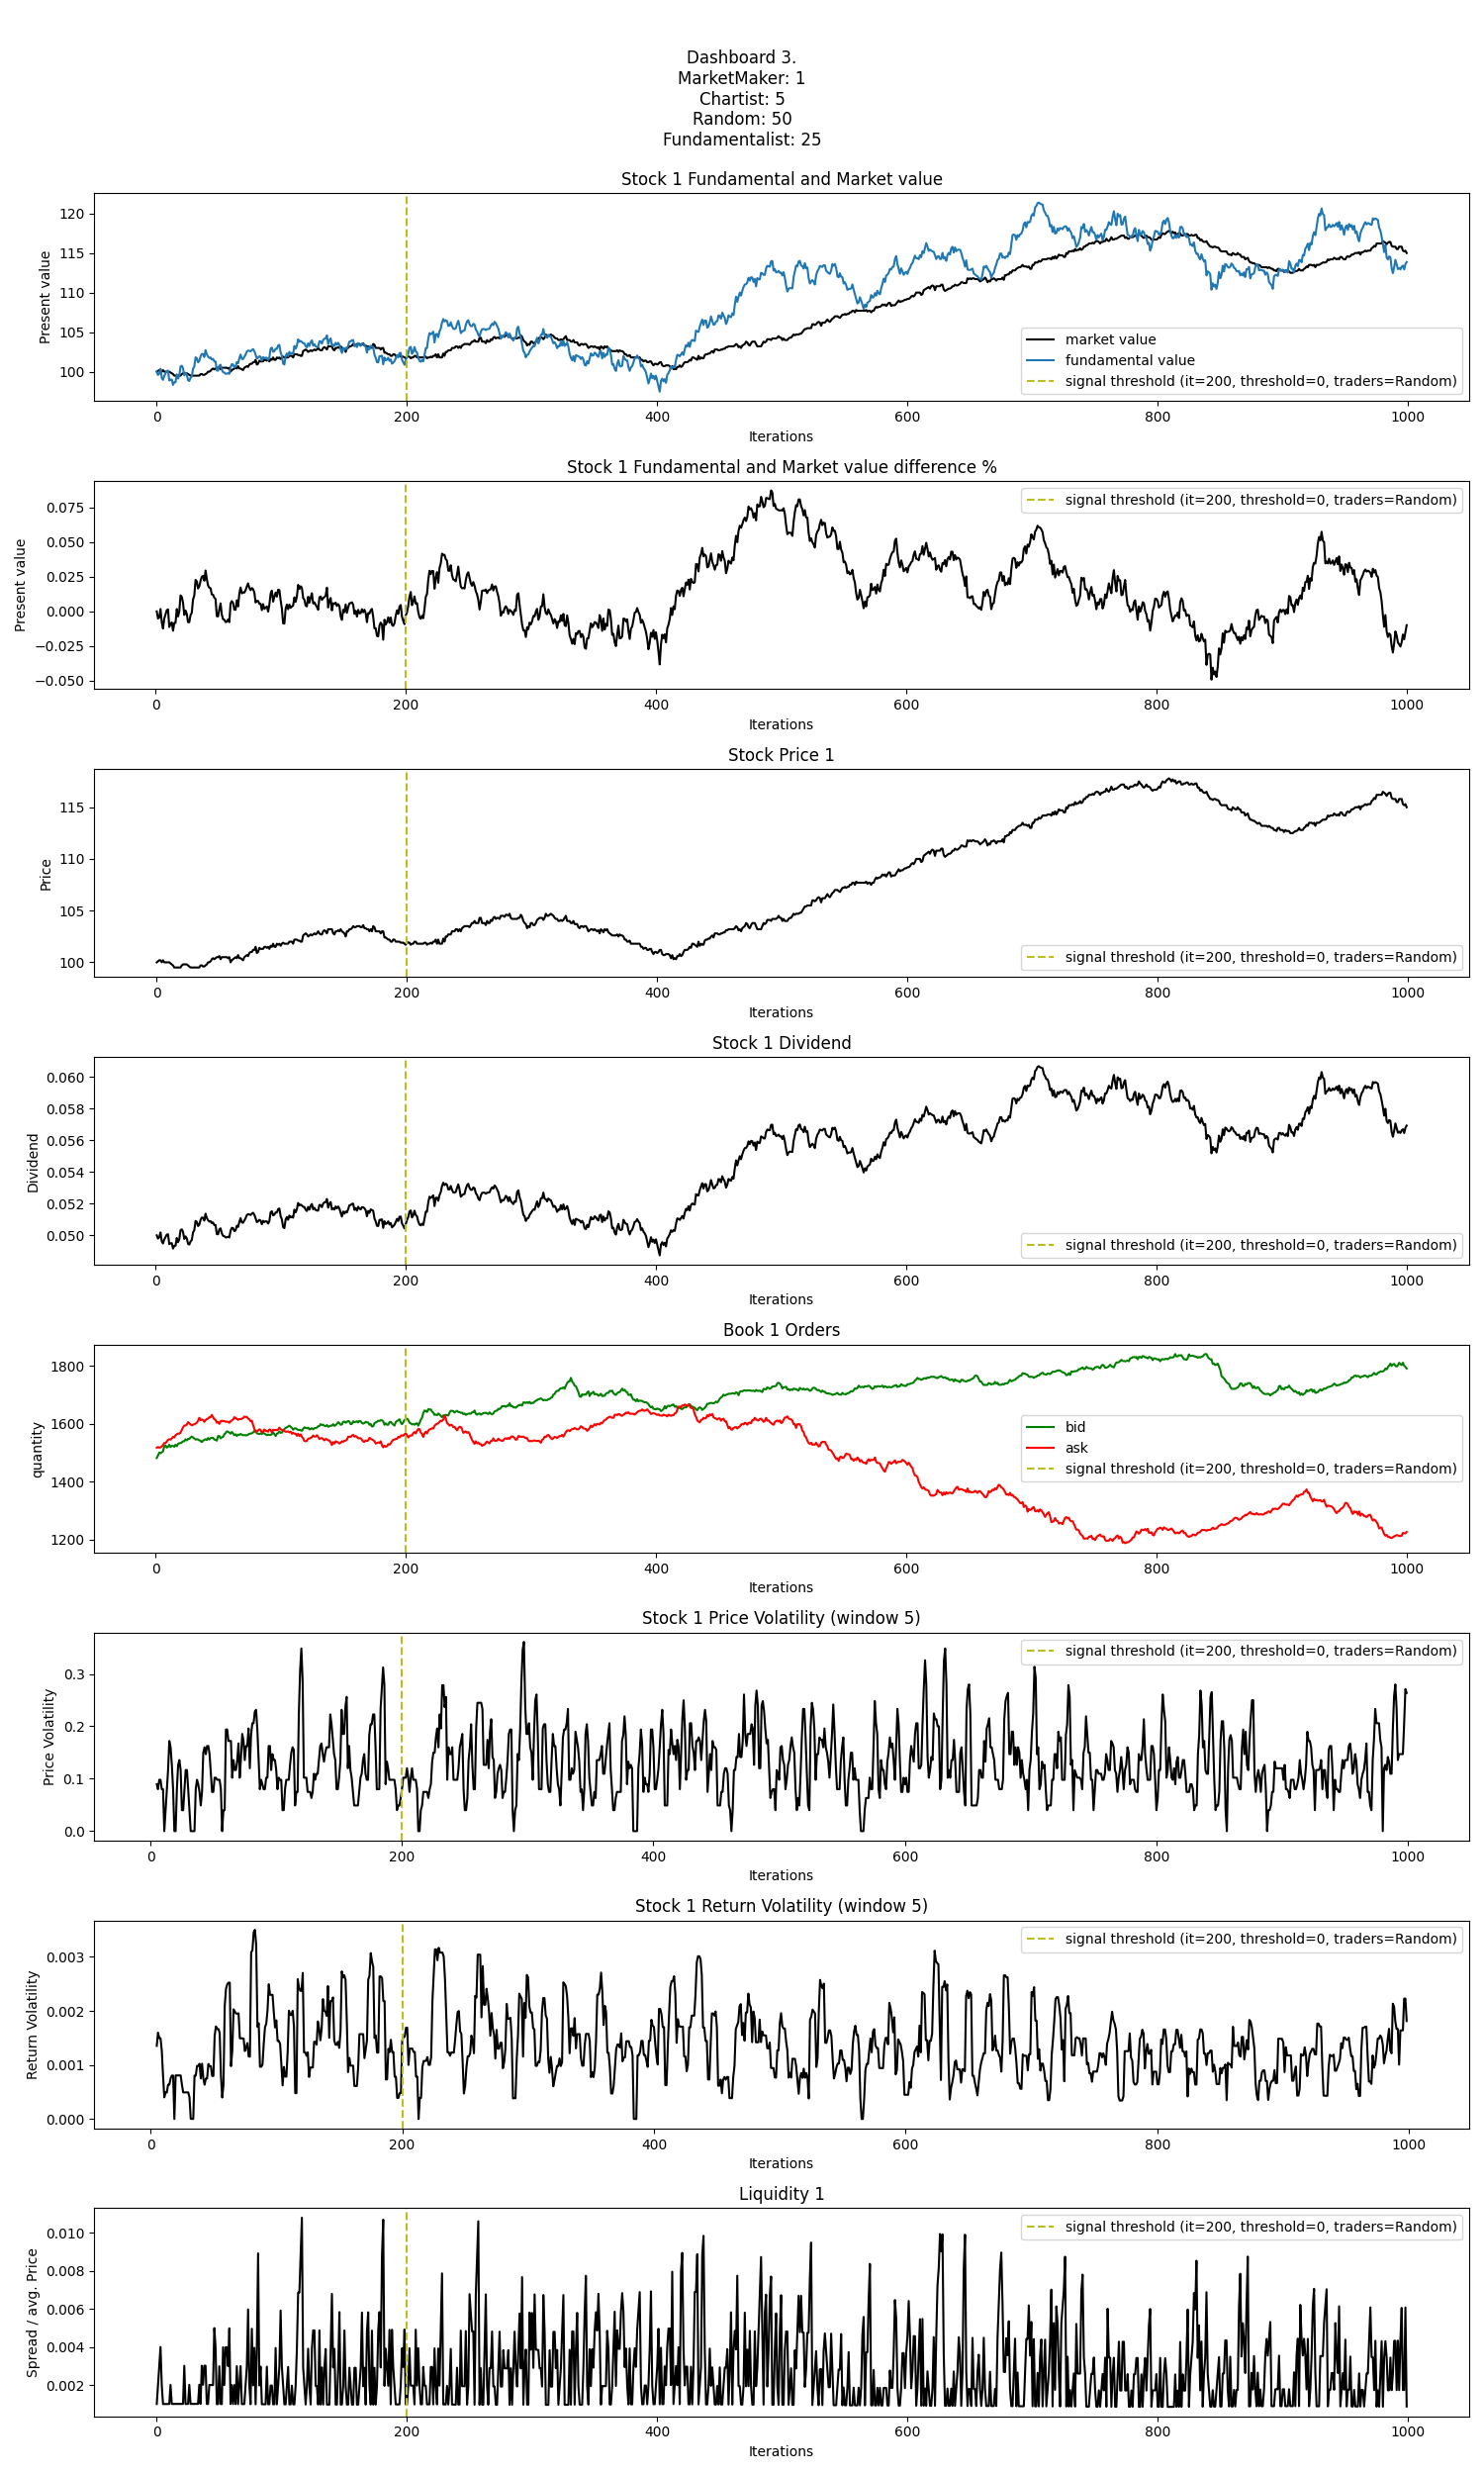 Dashboard 3.
MarketMaker: 1
Chartist: 5
Random: 50
Fundamentalist: 25
Stock 1 Fundamental and Market value
Present value
120
115
110
105
100
market value
fundamental value
signal threshold (it=200, threshold=0, traders=Random)
0 200 400 600 800 1000
Iterations
Stock 1 Fundamental and Market value difference %
Present value
0.075
0.050
0.025
0.000
−0.025
−0.050
signal threshold (it=200, threshold=0, traders=Random)
0 200 400 600 800 1000
Iterations
Stock Price 1
Price
115
110
105
100
signal threshold (it=200, threshold=0, traders=Random)
0 200 400 600 800 1000
Iterations
Stock 1 Dividend
Dividend
0.060
0.058
0.056
0.054
0.052
0.050
signal threshold (it=200, threshold=0, traders=Random)
0 200 400 600 800 1000
Iterations
Book 1 Orders
quantity
1800
1600
1400
1200
bid
ask
signal threshold (it=200, threshold=0, traders=Random)
0 200 400 600 800 1000
Iterations
Stock 1 Price Volatility (window 5)
Price Volatility
0.3
0.2
0.1
0.0
signal threshold (it=200, threshold=0, traders=Random)
0 200 400 600 800 1000
Iterations
Stock 1 Return Volatility (window 5)
Return Volatility
0.003
0.002
0.001
0.000
signal threshold (it=200, threshold=0, traders=Random)
0 200 400 600 800 1000
Iterations
Liquidity 1
Spread / avg. Price
0.010
0.008
0.006
0.004
0.002
signal threshold (it=200, threshold=0, traders=Random)
0 200 400 600 800 1000
Iterations